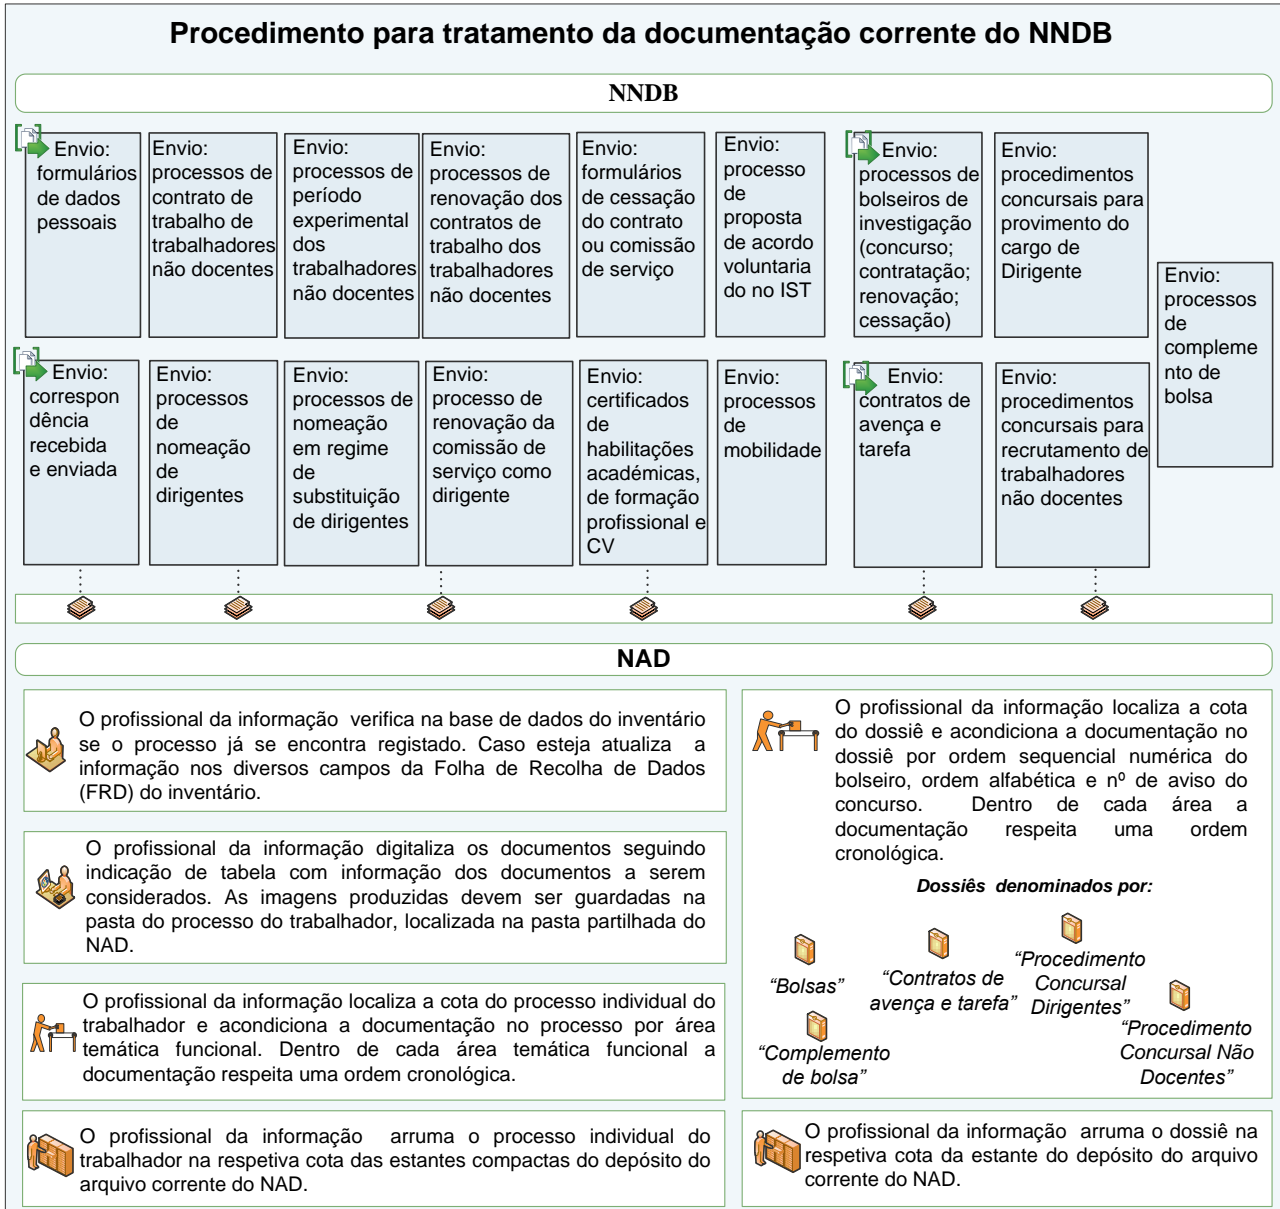 Procedimento para tratamento da documentação corrente do NNDB
NNDB
Envio:
formulários
de dados
pessoais
Envio:
processos de
contrato de
trabalho de
trabalhadores
não docentes
Envio:
processos de
período
experimental
dos
trabalhadores
não docentes
Envio:
processos de
renovação dos
contratos de
trabalho dos
trabalhadores
não docentes
Envio:
formulários
de cessação
do contrato
ou comissão
de serviço
Envio:
processo
de
proposta
de acordo
voluntaria
do no IST
Envio:
processos de
bolseiros de
investigação
(concurso;
contratação;
renovação;
cessação)
Envio:
procedimentos
concursais para
provimento do
cargo de
Dirigente
Envio:
processos
de
compleme
nto de
bolsa
Envio:
correspon
dência
recebida
e enviada
Envio:
processos
de
nomeação
de
dirigentes
Envio:
processos de
nomeação
em regime
de
substituição
de dirigentes
Envio:
processo de
renovação da
comissão de
serviço como
dirigente
Envio:
certificados
de
habilitações
académicas,
de formação
profissional e
CV
Envio:
processos
de
mobilidade
Envio:
contratos de
avença e
tarefa
Envio:
procedimentos
concursais para
recrutamento de
trabalhadores
não docentes
NAD
O profissional da informação verifica na base de dados do inventário
se o processo já se encontra registado. Caso esteja atualiza a
informação nos diversos campos da Folha de Recolha de Dados
(FRD) do inventário.
O profissional da informação digitaliza os documentos seguindo
indicação de tabela com informação dos documentos a serem
considerados. As imagens produzidas devem ser guardadas na
pasta do processo do trabalhador, localizada na pasta partilhada do
NAD.
O profissional da informação localiza a cota do processo individual do
trabalhador e acondiciona a documentação no processo por área
temática funcional. Dentro de cada área temática funcional a
documentação respeita uma ordem cronológica.
O profissional da informação arruma o processo individual do
trabalhador na respetiva cota das estantes compactas do depósito do
arquivo corrente do NAD.
O profissional da informação localiza a cota
do dossiê e acondiciona a documentação no
dossiê por ordem sequencial numérica do
bolseiro, ordem alfabética e nº de aviso do
concurso. Dentro de cada área a
documentação respeita uma ordem
cronológica.
Dossiês denominados por:
“Bolsas”
“Contratos de
avença e tarefa”
“Procedimento
Concursal
Dirigentes”
“Complemento
de bolsa”
“Procedimento
Concursal Não
Docentes”
O profissional da informação arruma o dossiê na
respetiva cota da estante do depósito do arquivo
corrente do NAD.